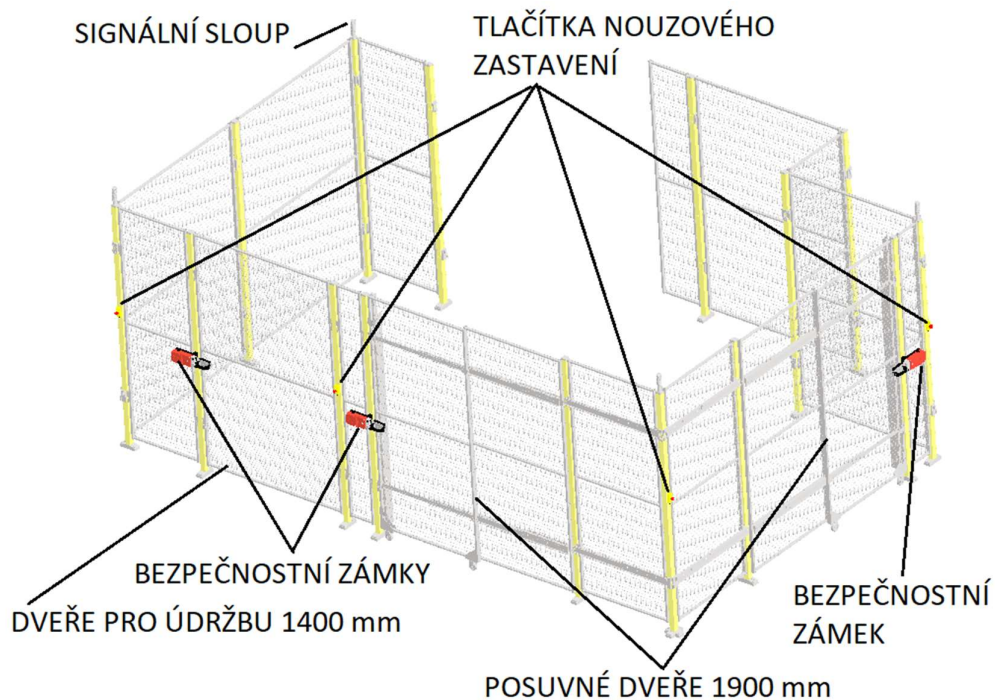 SIGNÁLNÍ SLOUP
TLAČÍTKA NOUZOVÉHO
ZASTAVENÍ
BEZPEČNOSTNÍ ZÁMKY
DVEŘE PRO ÚDRŽBU 1400 mm
BEZPEČNOSTNÍ
ZÁMEK
POSUVNÉ DVEŘE 1900 mm